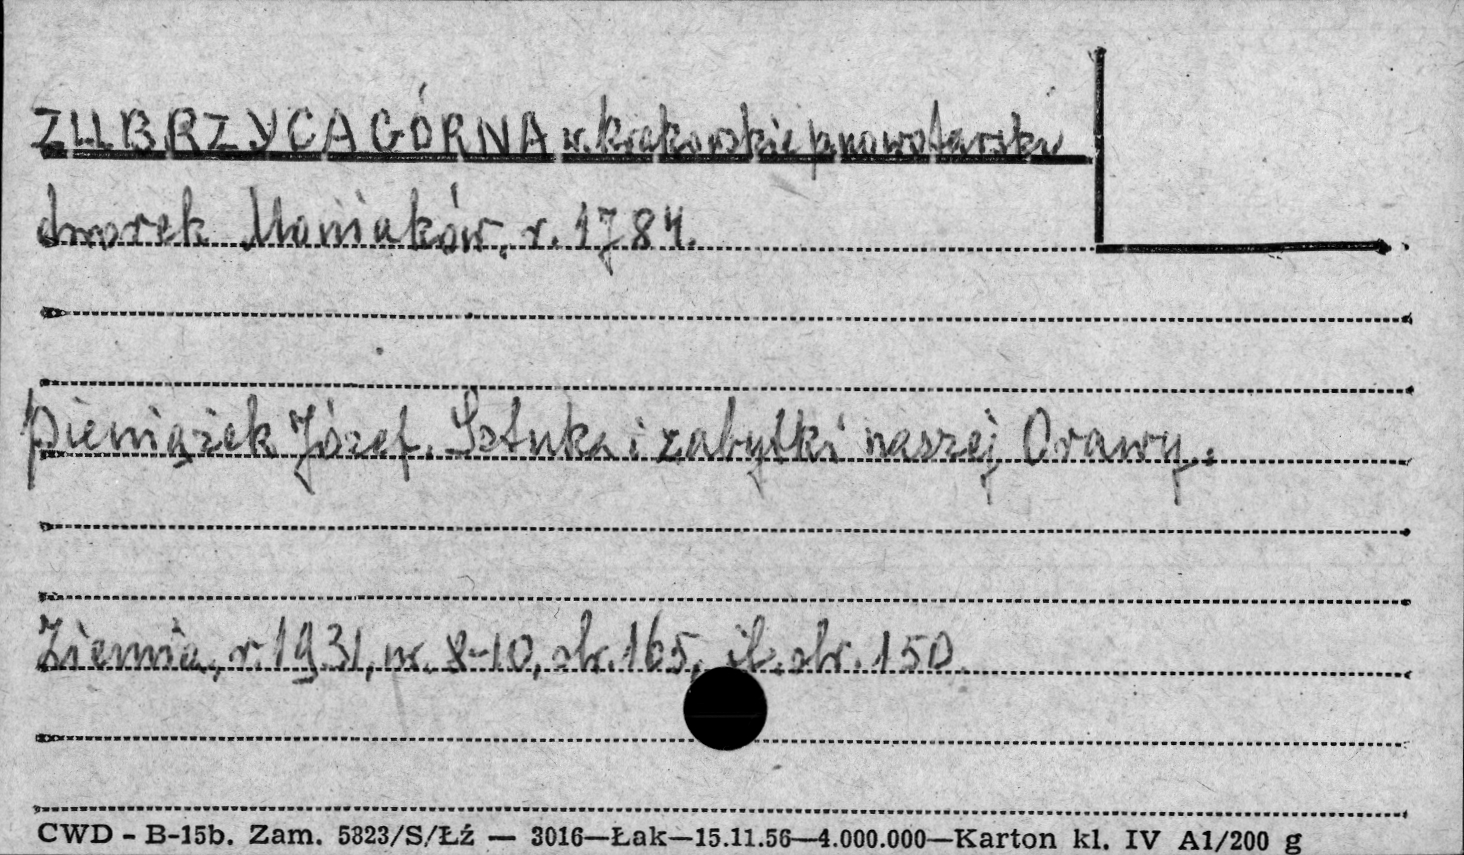 ZUBRZYCA GÓRNA w. krakowskie p. nowotarski
dworek Moniaków, r. 1784.
Pieniążek Józef. Sztuka i zabytki naszej Orawy.
Ziemia, r. 1931, nr. 8-10, str. 165, il. str. 150.
CWD - B-15b. Zam. 5823/S/Łź — 3016—Łak—15.11.56—4.000.000—Karton kl. IV A1/200 g